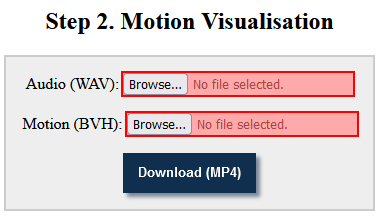 Step 2. Motion Visualisation
Audio (WAV): Browse... No file selected.
Motion (BVH): Browse... No file selected.
Download (MP4)